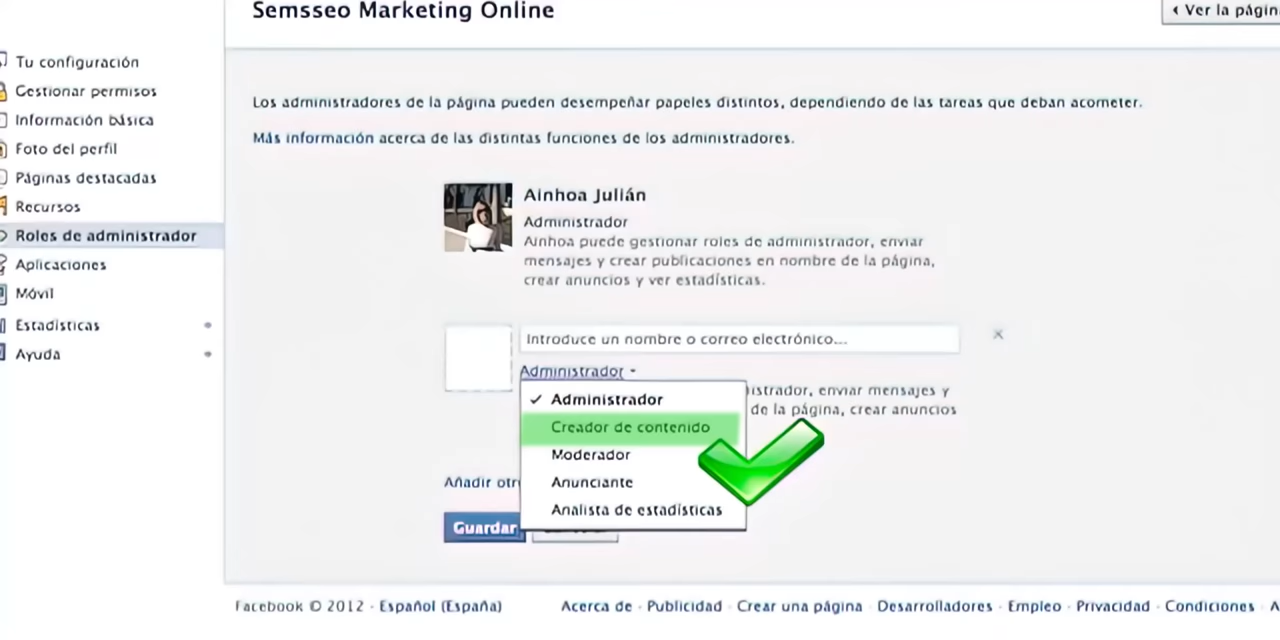 Semsseo Marketing Online
Ver la
Tu configuración
Gestionar permisos
Información básica
Foto del perfil
Páginas destacadas
Recursos
Roles de administrador
Aplicaciones
Móvil
Estadísticas
Ayuda
Los administradores de la página pueden desempeñar papeles distintos, dependiendo de las tareas que deban acometer.
Más información acerca de las distintas funciones de los administradores.
Ainhoa Julián
Administrador
Ainhoa puede gestionar roles de administrador, enviar
mensajes y crear publicaciones en nombre de la página,
crear anuncios y ver estadísticas.
Introduce un nombre o correo electrónico...
Administrador
enviar mensajes y
de la página, crear anuncios
Administrador
Creador de contenido
Moderador
Anunciante
Analista de estadísticas
Añadir
Guardar
Facebook © 2012 · Español (España)
Acerca de · Publicidad · Crear una página · Desarrolladores · Empleo · Privacidad · Condiciones ·